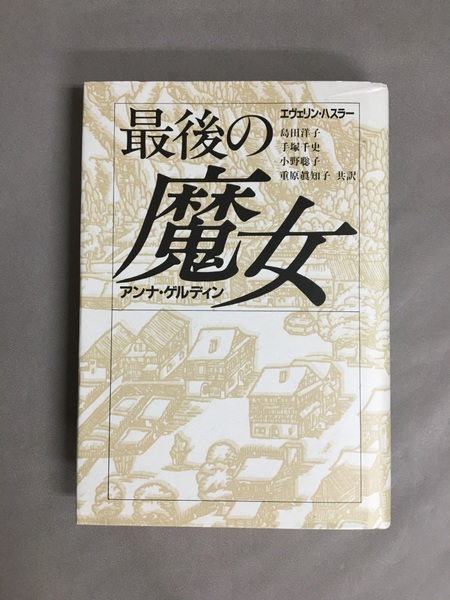 最後の
魔女
アンナ・ゲルディン
エヴェリン・ハスラー
島田洋子
手塚千史
小野聡子
重原眞知子 共訳